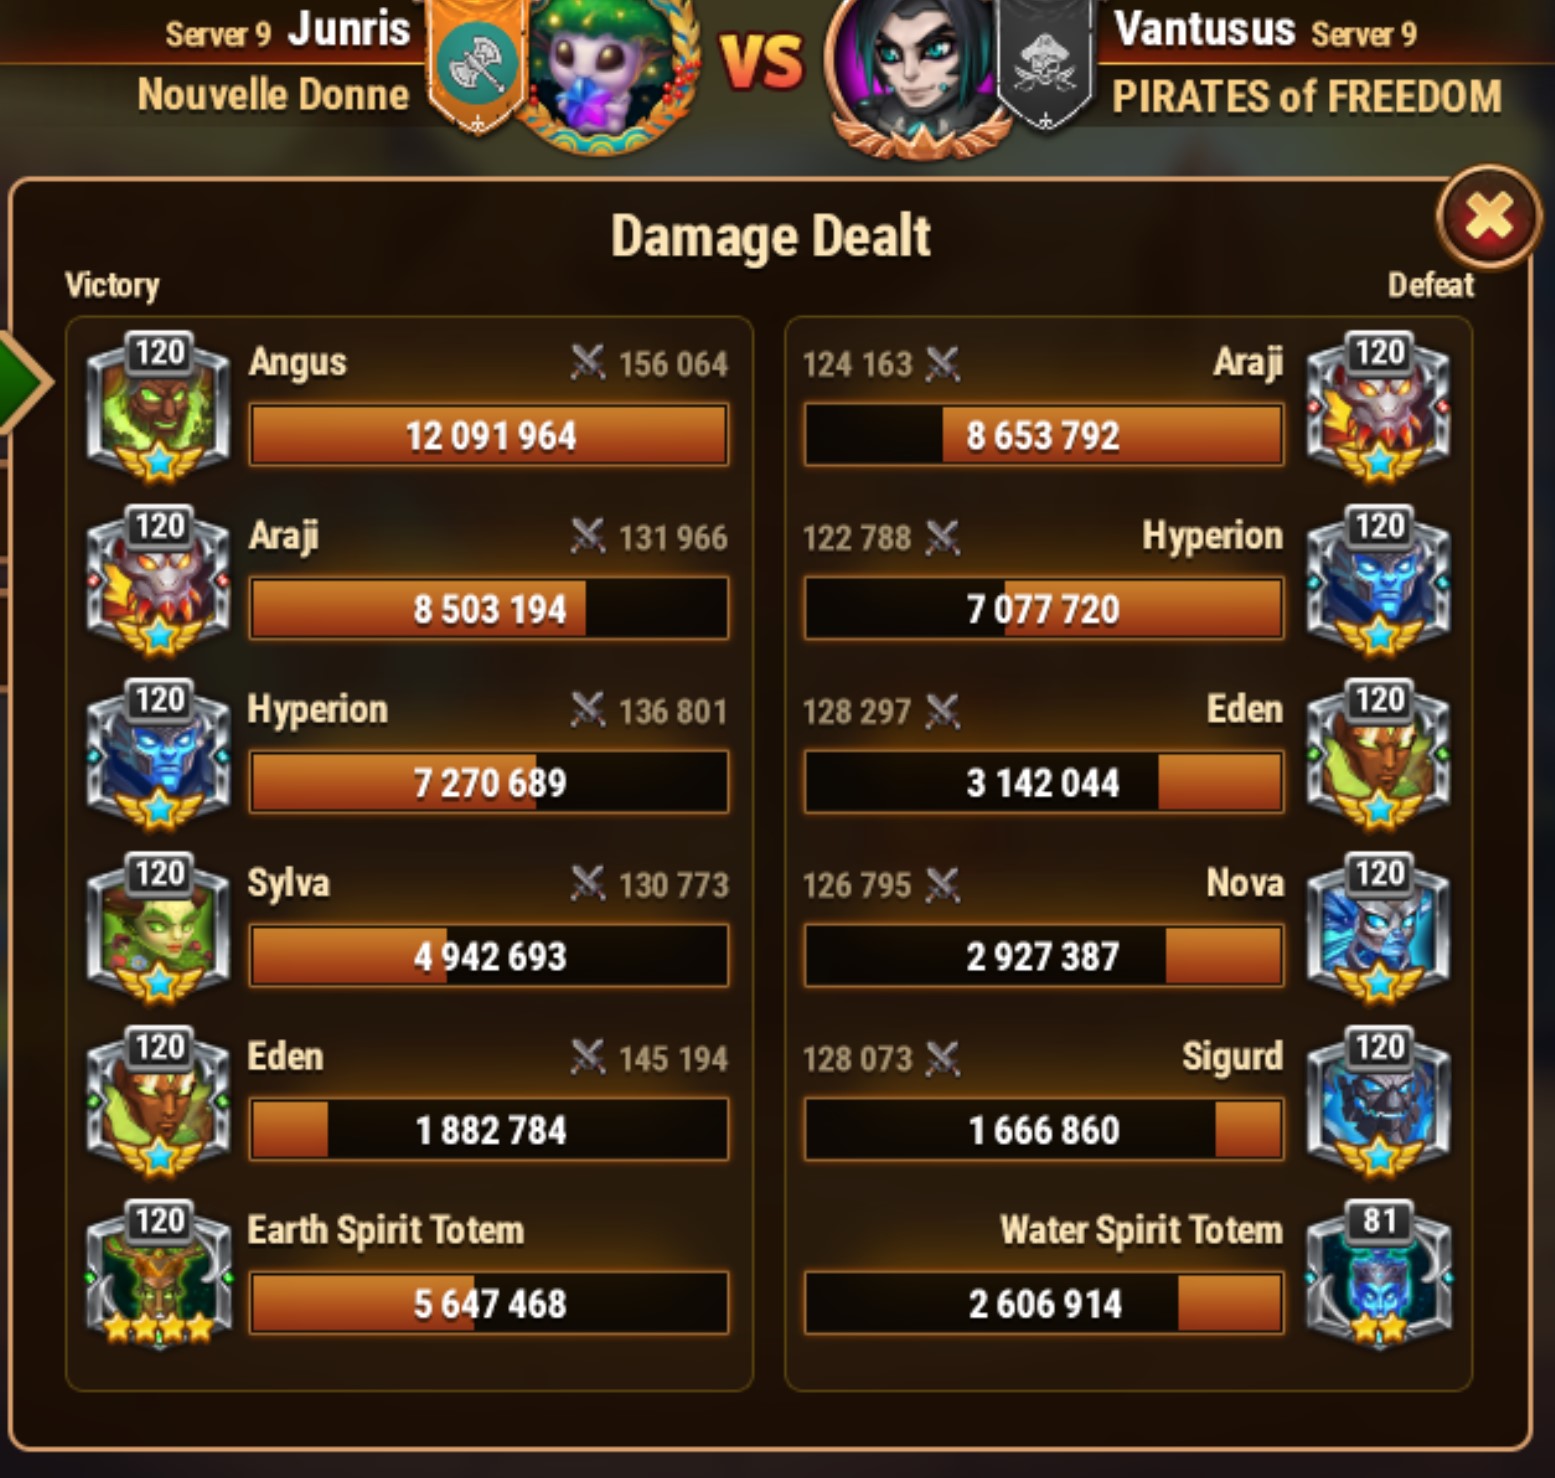 Server 9 Junris
Nouvelle Donne
VS
Vantusus Server 9
PIRATES of FREEDOM
Damage Dealt
Victory
Defeat
120
Angus
156 064
12 091 964
120
Araji
131 966
8 503 194
120
Hyperion
136 801
7 270 689
120
Sylva
130 773
4 942 693
120
Eden
145 194
1 882 784
120
Earth Spirit Totem
5 647 468
124 163
Araji
120
8 653 792
122 788
Hyperion
120
7 077 720
128 297
Eden
120
3 142 044
126 795
Nova
120
2 927 387
128 073
Sigurd
120
1 666 860
Water Spirit Totem
81
2 606 914